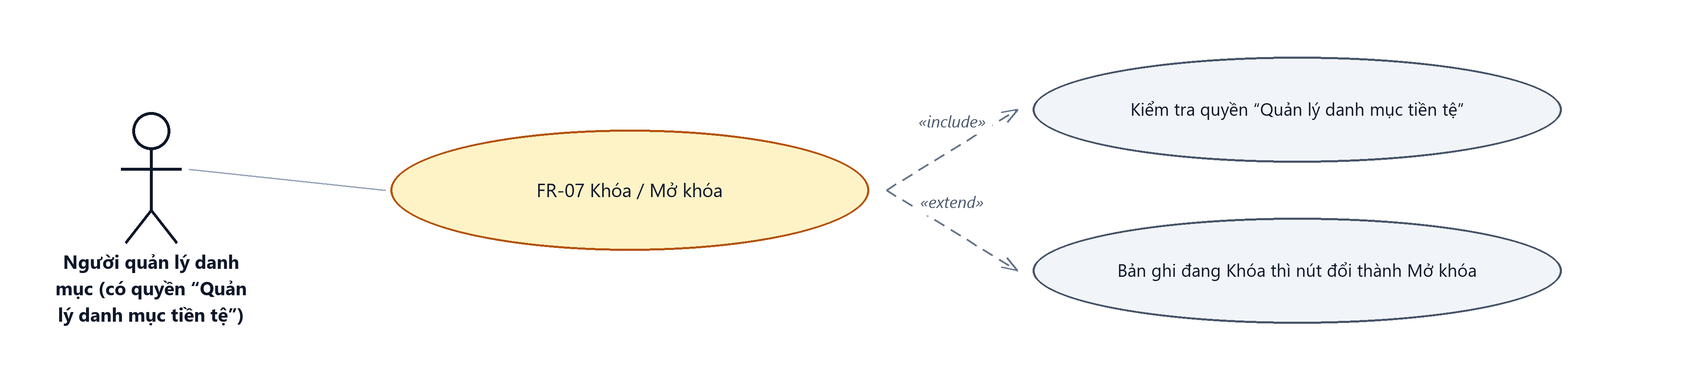 Người quản lý danh
mục (có quyền “Quản
lý danh mục tiền tệ”)
FR-07 Khóa / Mở khóa
«include»
«extend»
Kiểm tra quyền “Quản lý danh mục tiền tệ”
Bản ghi đang Khóa thì nút đổi thành Mở khóa